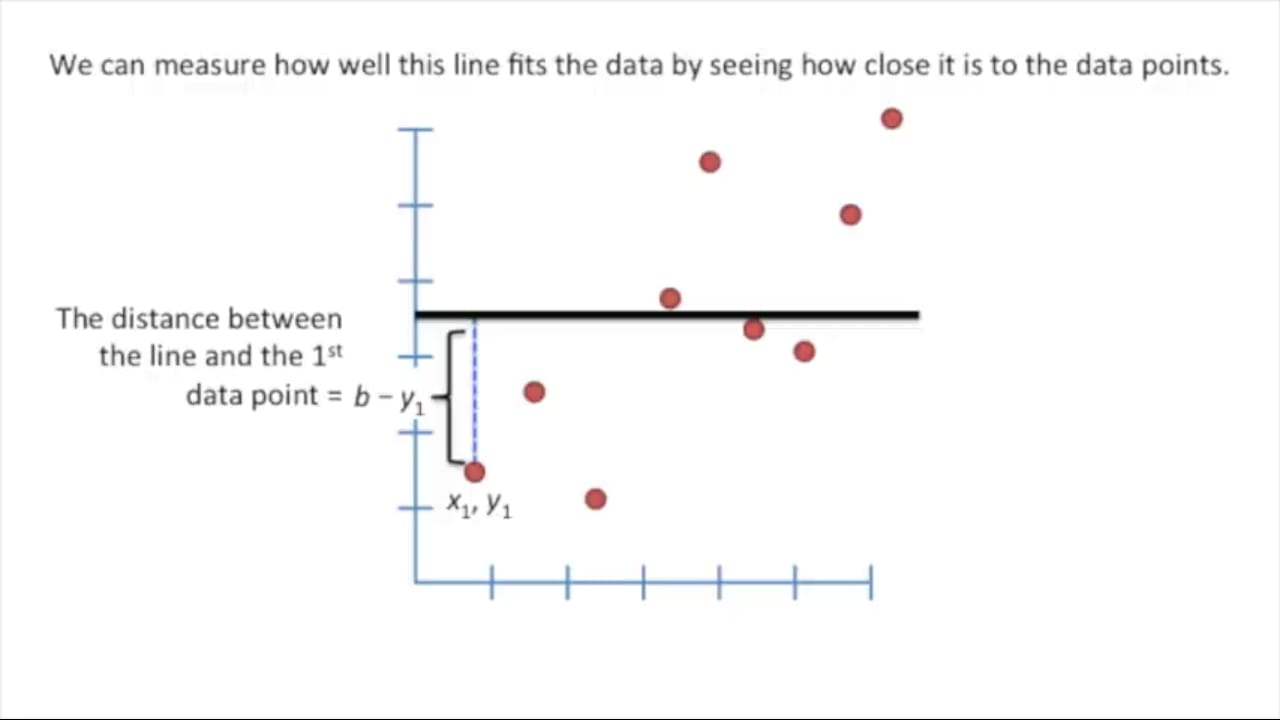 We can measure how well this line fits the data by seeing how close it is to the data points.
The distance between
the line and the 1st
data point = b – y1
x1, y1